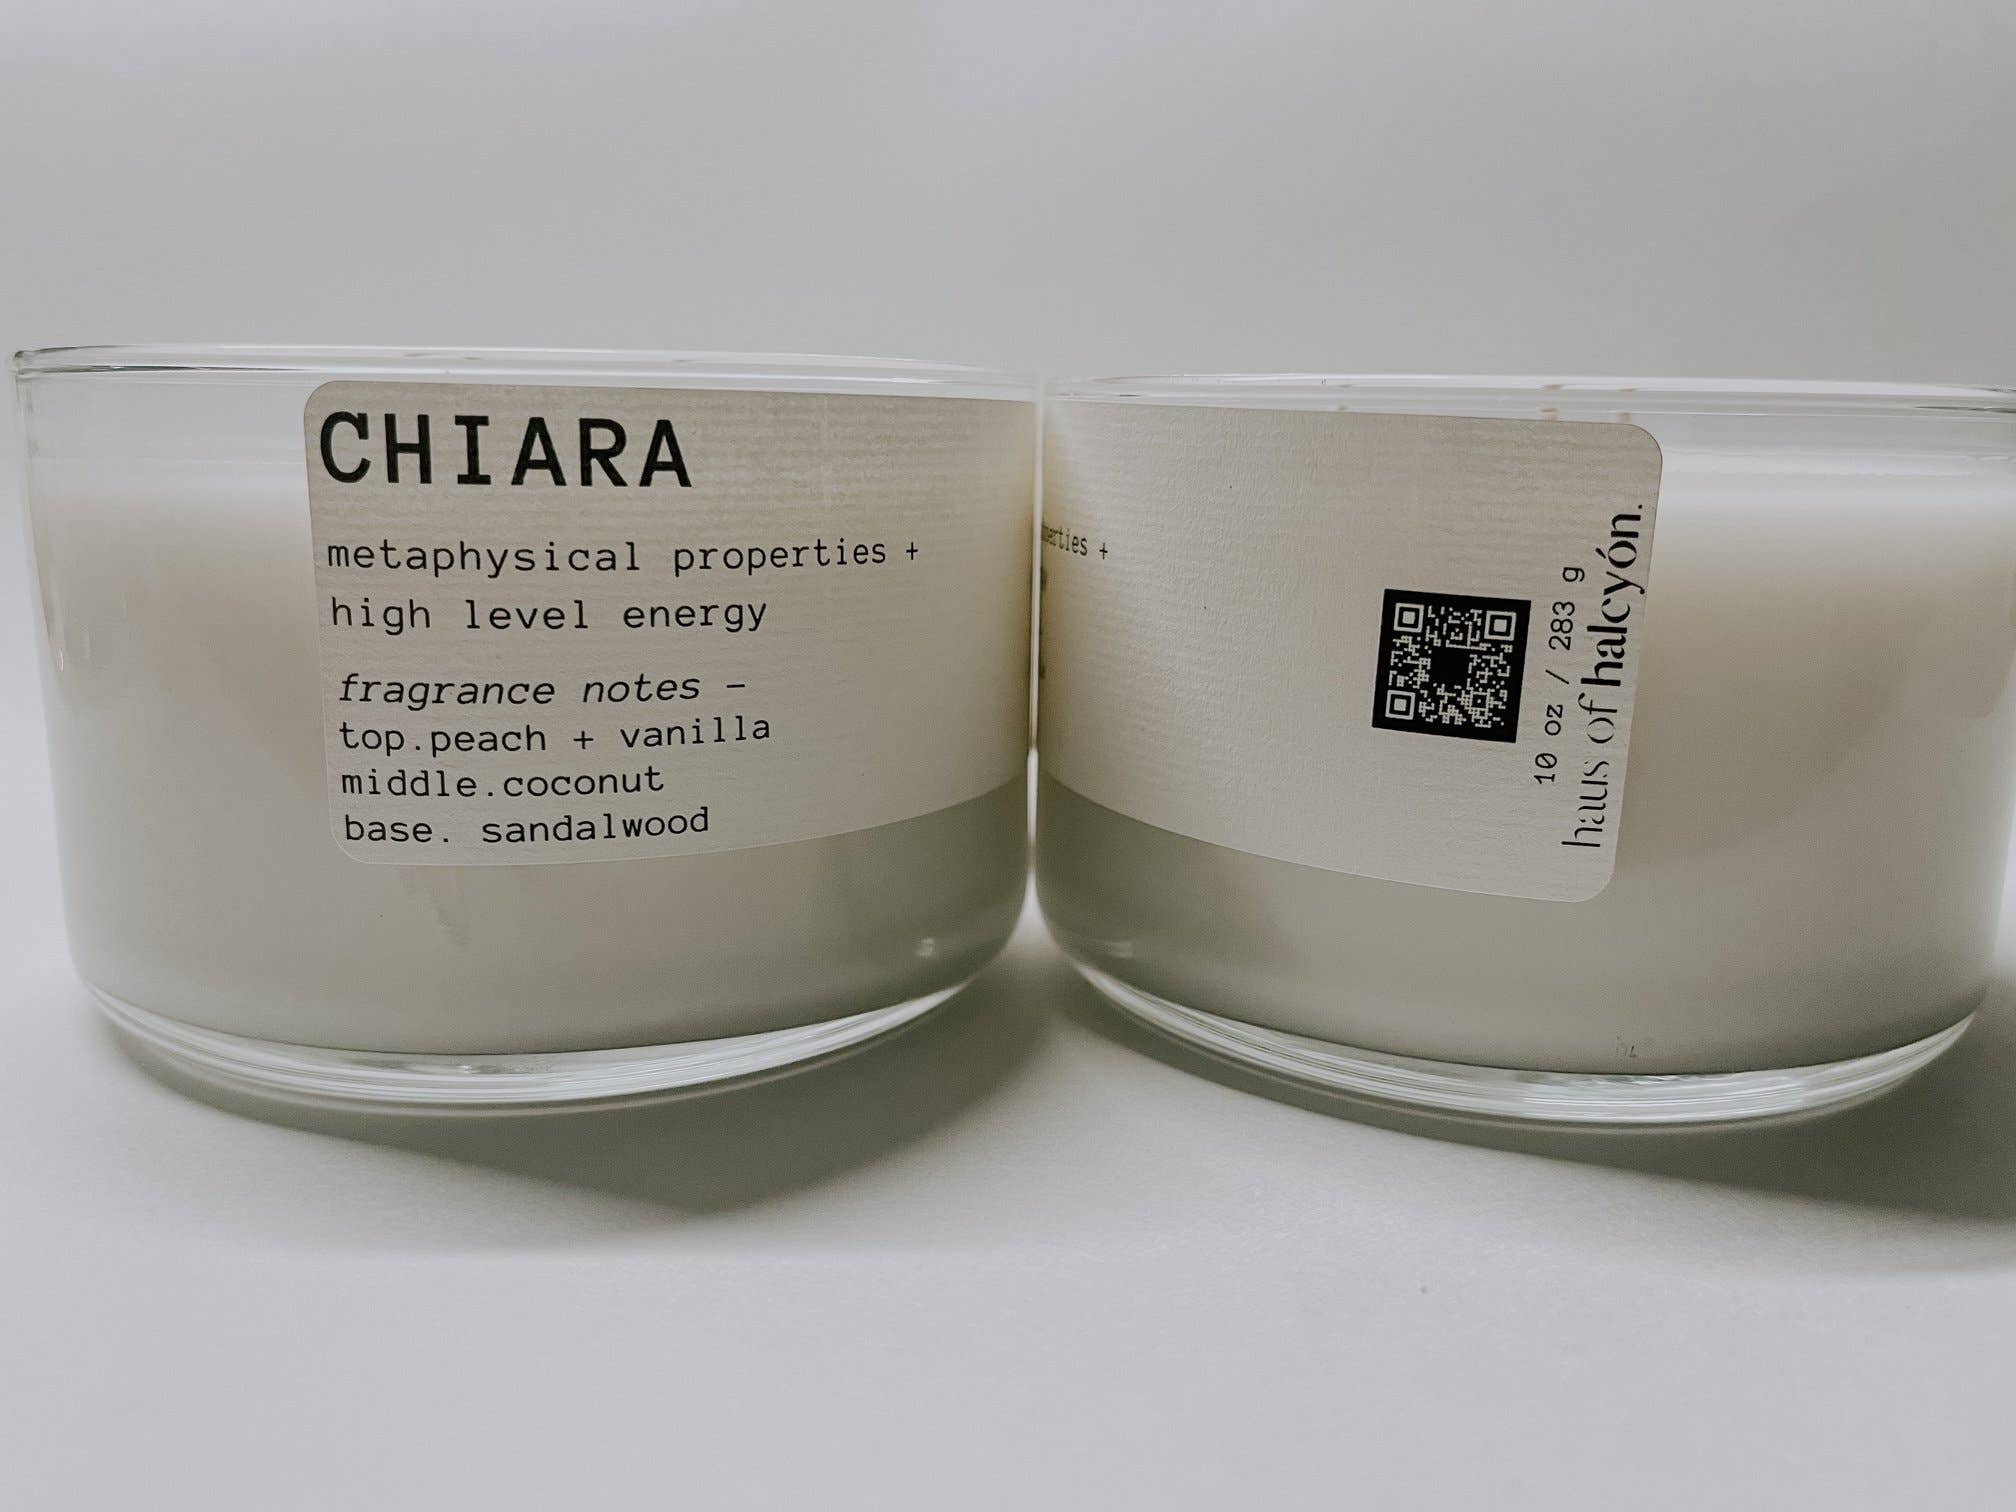 CHIARA
metaphysical properties +
high level energy
fragrance notes –
top.peach + vanilla
middle.coconut
base. sandalwood
+
10 oz / 283 g
haus of halcyón.